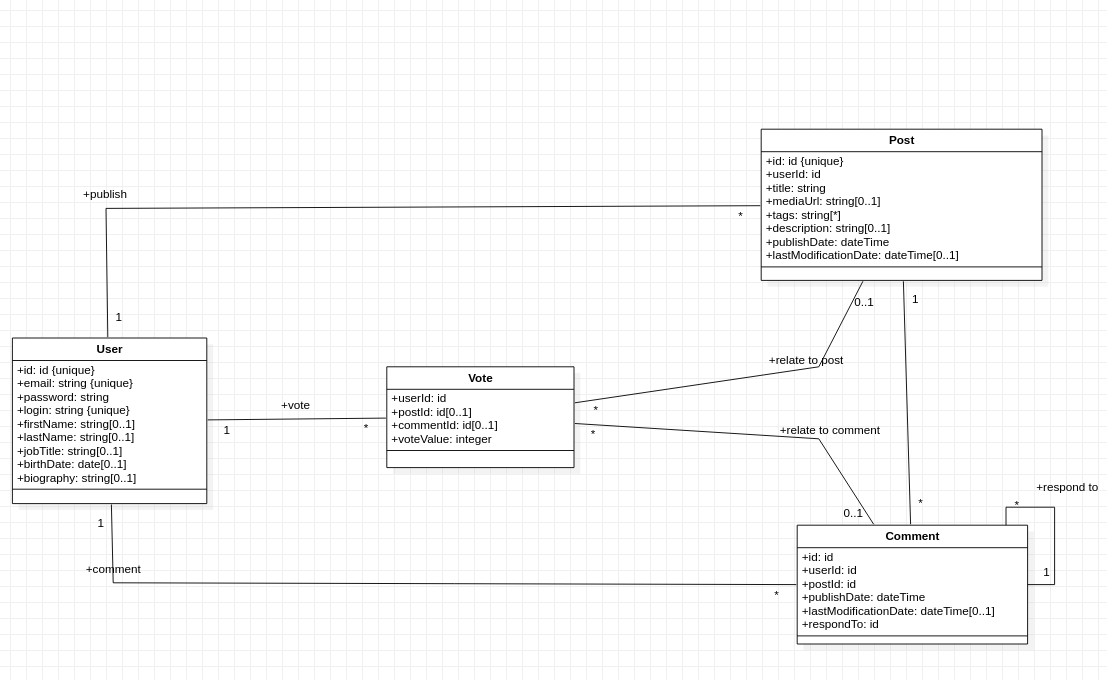 Post
+id: id {unique}
+userId: id
+title: string
+mediaUrl: string[0..1]
+tags: string[*]
+description: string[0..1]
+publishDate: dateTime
+lastModificationDate: dateTime[0..1]
+publish
*
1
0..1
1
User
+id: id {unique}
+email: string {unique}
+password: string
+login: string {unique}
+firstName: string[0..1]
+lastName: string[0..1]
+jobTitle: string[0..1]
+birthDate: date[0..1]
+biography: string[0..1]
+vote
1
*
Vote
+userId: id
+postId: id[0..1]
+commentId: id[0..1]
+voteValue: integer
+relate to post
*
+relate to comment
*
0..1
*
+respond to
*
1
1
+comment
*
Comment
+id: id
+userId: id
+postId: id
+publishDate: dateTime
+lastModificationDate: dateTime[0..1]
+respondTo: id